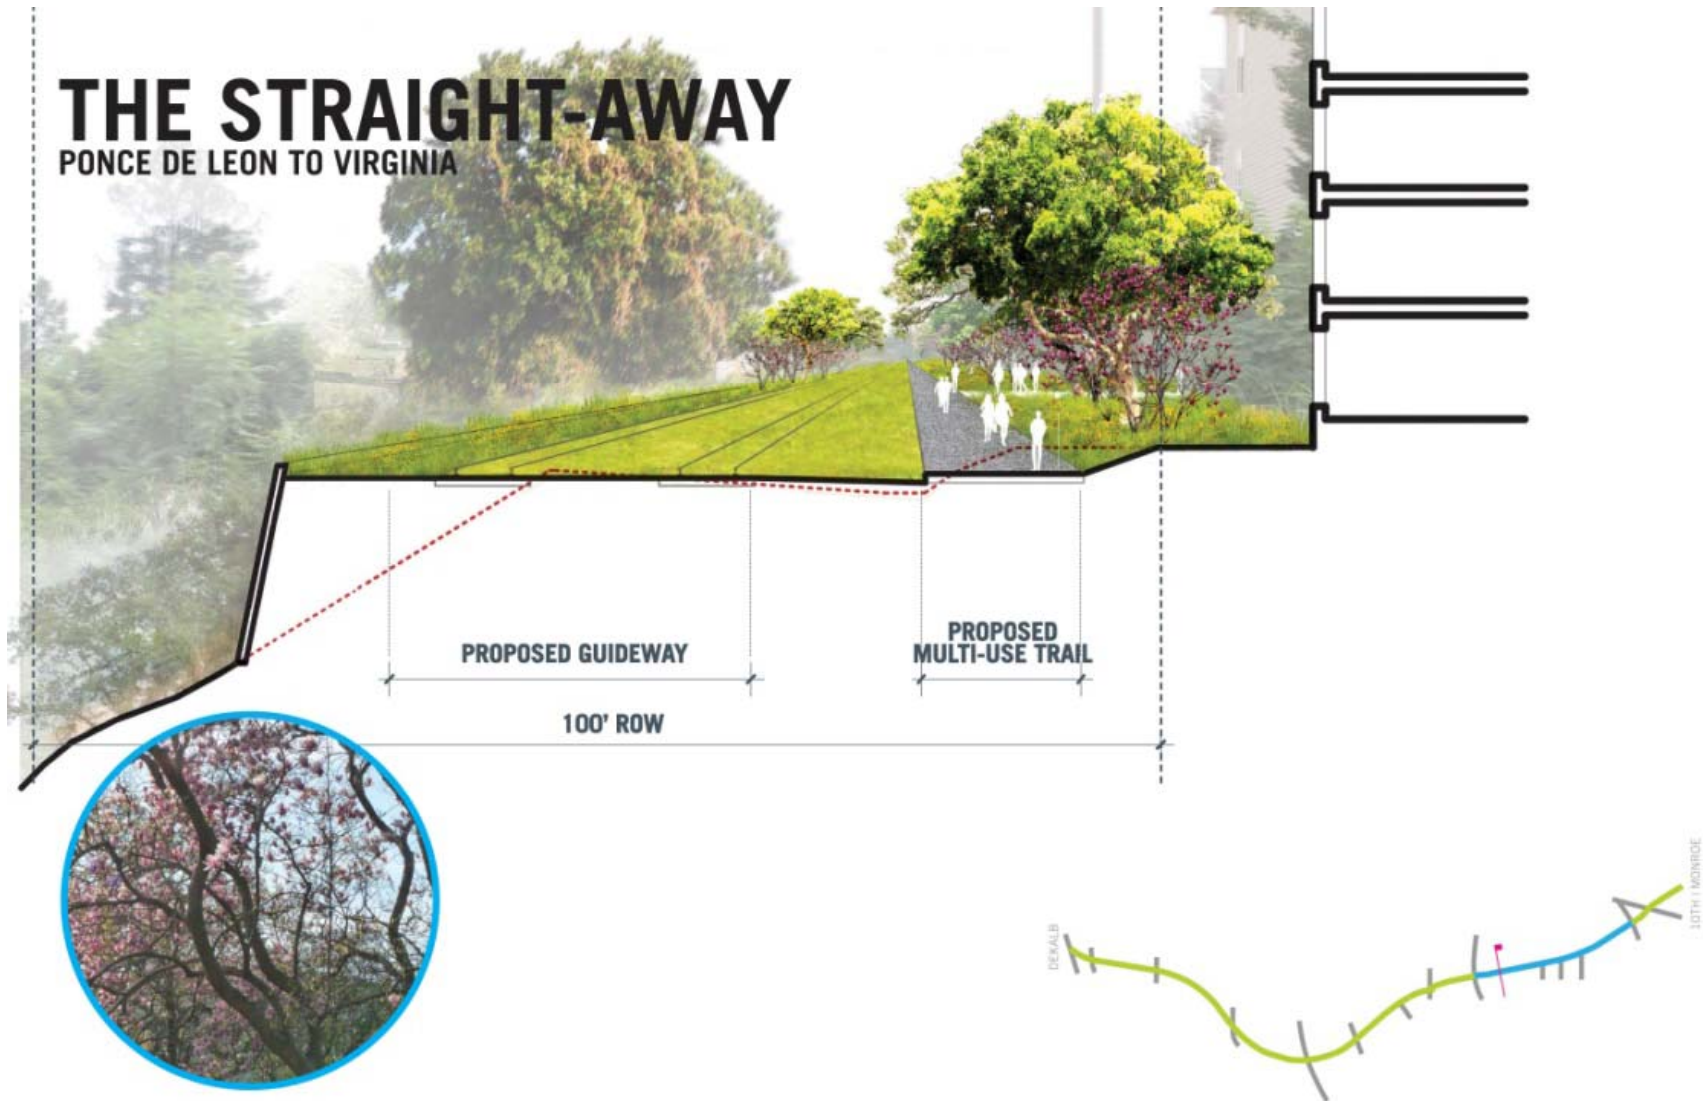 THE STRAIGHT-AWAY
PONCE DE LEON TO VIRGINIA
PROPOSED GUIDEWAY
PROPOSED
MULTI-USE TRAIL
100' ROW
DEKALB
10TH | MONROE